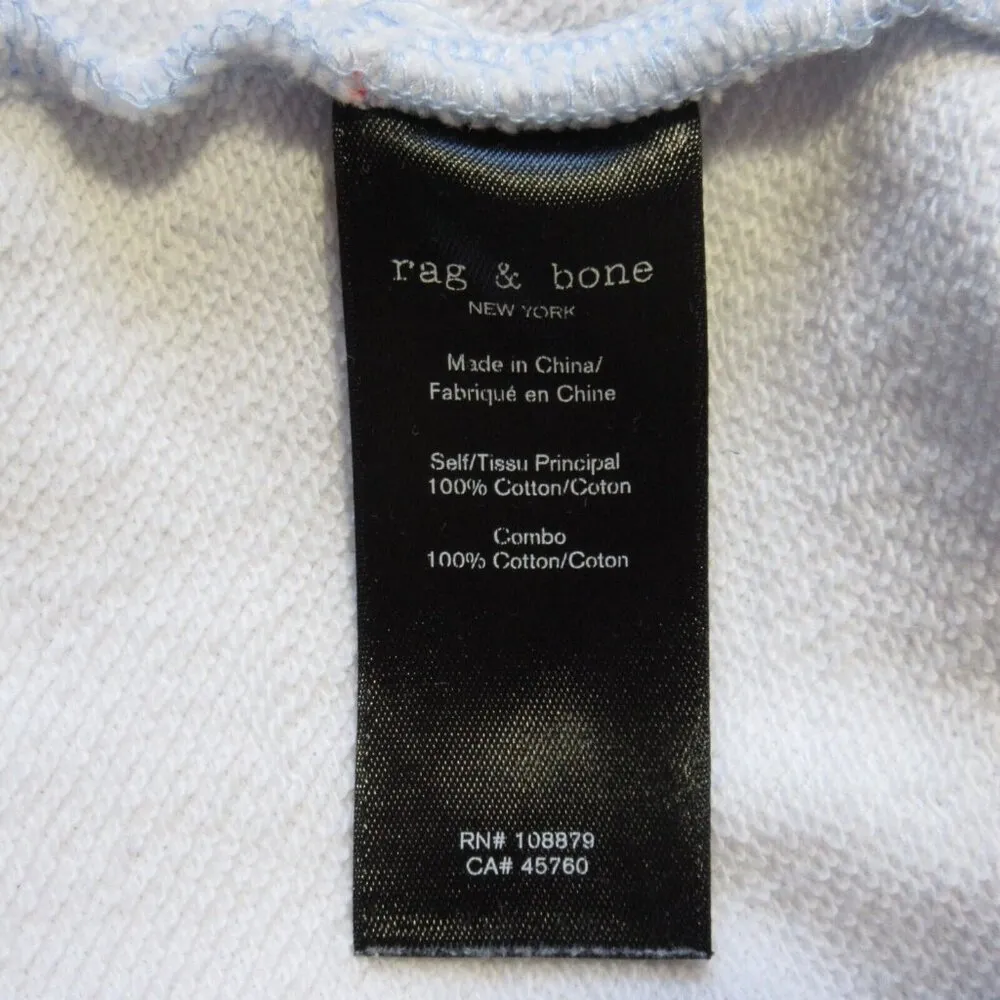 rag & bone
NEW YORK
Made in China/
Fabriqué en Chine
Self/Tissu Principal
100% Cotton/Coton
Combo
100% Cotton/Coton
RN# 108879
CA# 45760